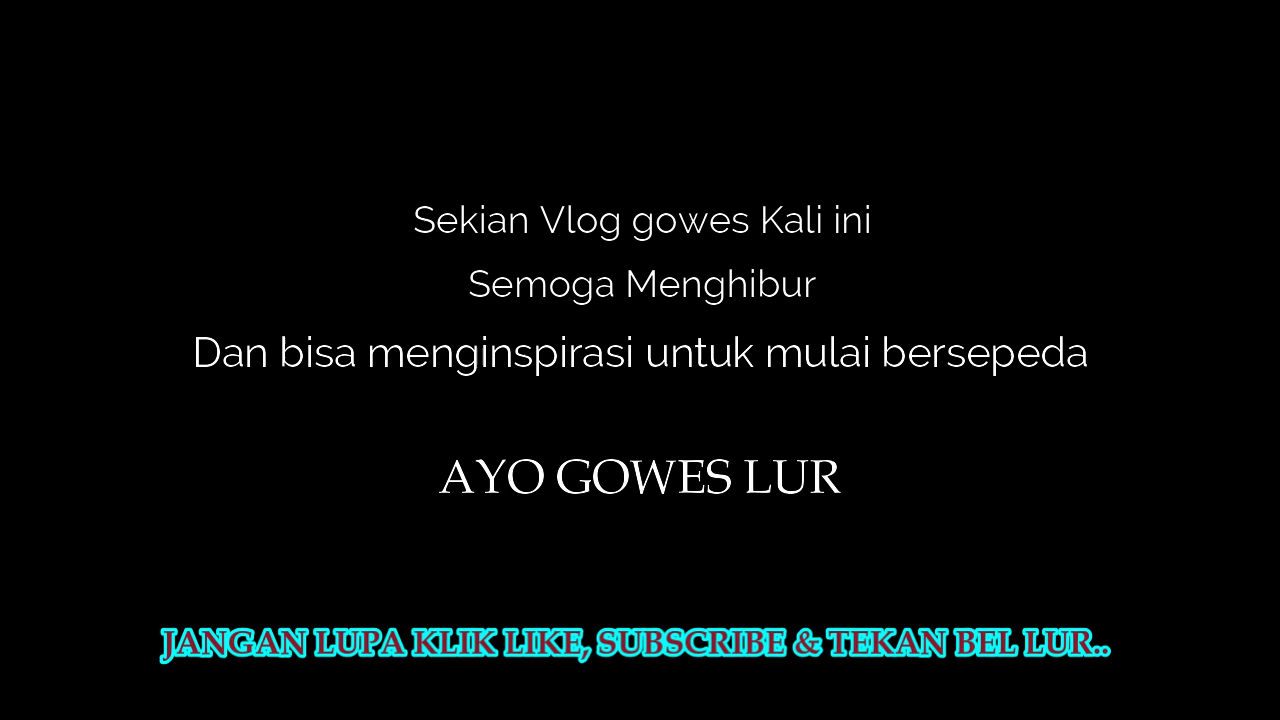 Sekian Vlog gowes Kali ini
Semoga Menghibur
Dan bisa menginspirasi untuk mulai bersepeda
AYO GOWES LUR
JANGAN LUPA KLIK LIKE, SUBSCRIBE & TEKAN BEL LUR..